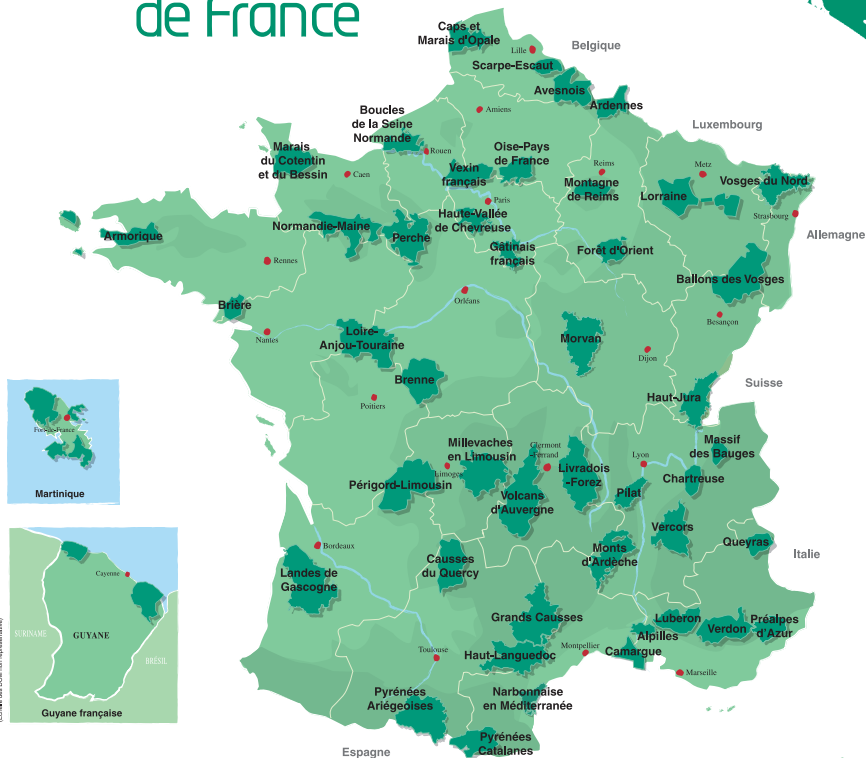 de France
Caps et
Marais d'Opale
Lille
Belgique
Scarpe-Escaut
Avesnois
Ardennes
Amiens
Boucles
de la Seine
Normande
Luxembourg
Marais
du Cotentin
et du Bessin
Rouen
Oise-Pays
de France
Reims
Metz
Caen
Vexin
français
Montagne
de Reims
Lorraine
Vosges du Nord
Paris
Strasbourg
Haute-Vallée
de Chevreuse
Normandie-Maine
Perche
Armorique
Allemagne
Gâtinais
français
Forêt d'Orient
Rennes
Ballons des Vosges
Orléans
Brière
Besançon
Nantes
Loire-
Anjou-Touraine
Morvan
Dijon
Brenne
Suisse
Poitiers
Haut-Jura
Fort-de-France
Martinique
Millevaches
en Limousin
Clermont
-Ferrand
Massif
des Bauges
Lyon
Limoges
Livradois
-Forez
Chartreuse
Périgord-Limousin
Volcans
d'Auvergne
Pilat
Vercors
Queyras
Italie
Bordeaux
Causses
du Quercy
Monts
d'Ardèche
Landes de
Gascogne
Cayenne
GUYANE
SURINAME
BRÉSIL
Guyane française
Grands Causses
Luberon
Préalpes
d'Azur
Verdon
Alpilles
Camargue
Montpellier
Toulouse
Haut-Languedoc
Marseille
Pyrénées
Ariégeoises
Narbonnaise
en Méditerranée
Pyrénées
Catalanes
Espagne